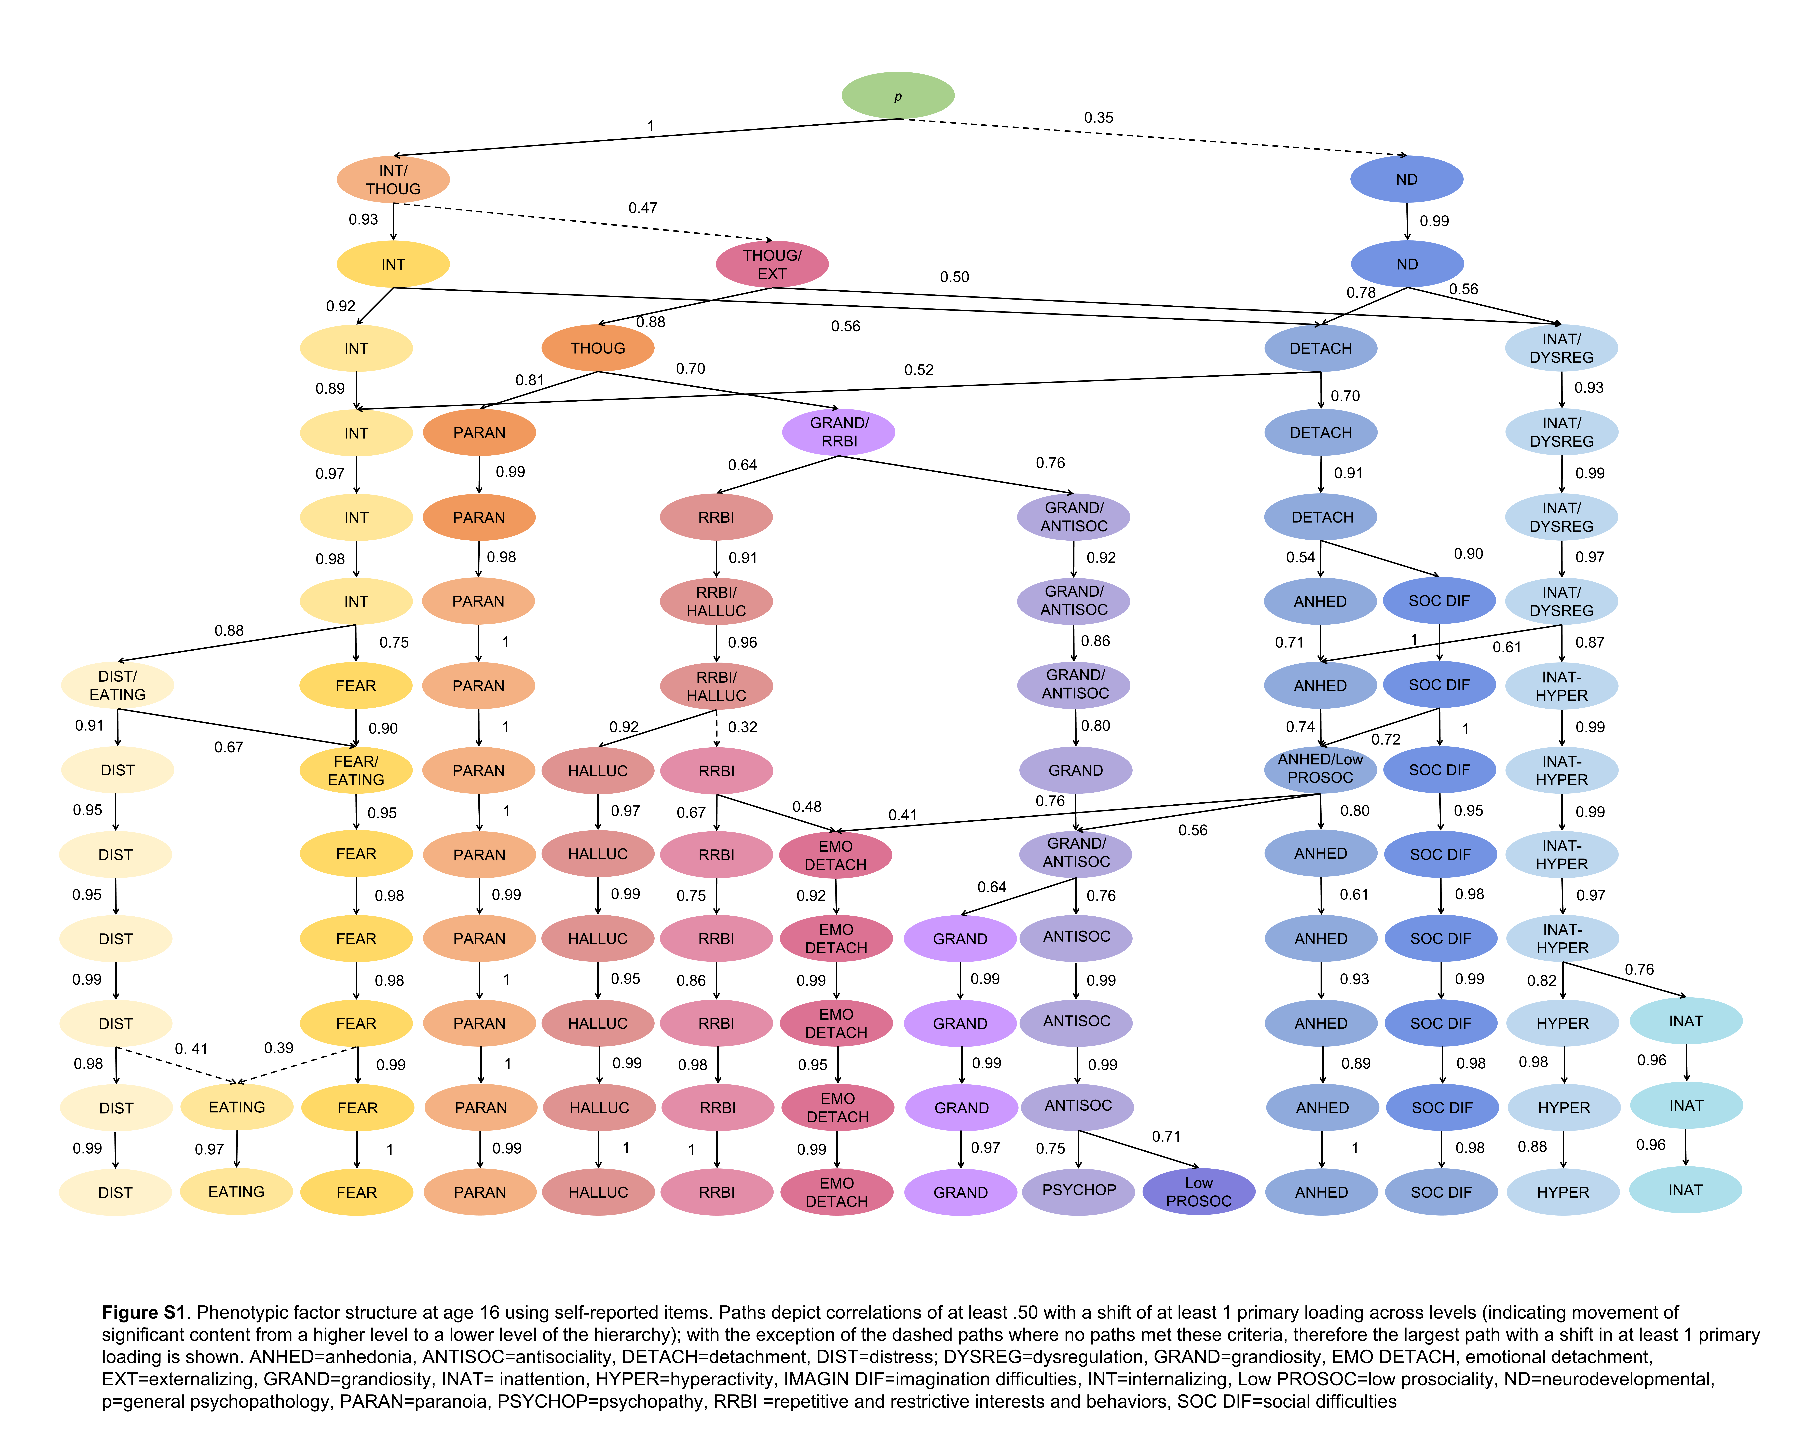 p
1
0.35
INT/
THOUG
ND
0.93
0.47
0.99
INT
THOUG/
EXT
ND
0.92
0.88
0.56
0.50
0.78
0.56
INT
THOUG
DETACH
INAT/
DYSREG
0.89
0.81
0.70
0.52
0.70
0.93
INT
PARAN
GRAND/
RRBI
DETACH
INAT/
DYSREG
0.97
0.99
0.64
0.76
0.91
0.99
INT
PARAN
RRBI
GRAND/
ANTISOC
DETACH
INAT/
DYSREG
0.98
0.98
0.91
0.92
0.54
0.90
0.97
INT
PARAN
RRBI/
HALLUC
GRAND/
ANTISOC
ANHED
SOC DIF
INAT/
DYSREG
0.88
0.75
1
0.96
0.86
0.71
1
0.61
0.87
DIST/
EATING
FEAR
PARAN
RRBI/
HALLUC
GRAND/
ANTISOC
ANHED
SOC DIF
INAT-
HYPER
0.91
0.67
0.90
1
0.92
0.32
0.80
0.74
0.72
1
0.99
DIST
FEAR/
EATING
PARAN
HALLUC
RRBI
GRAND
ANHED/Low
PROSOC
SOC DIF
INAT-
HYPER
0.95
0.95
1
0.97
0.67
0.48
0.41
0.76
0.56
0.80
0.95
0.99
DIST
FEAR
PARAN
HALLUC
RRBI
EMO
DETACH
GRAND/
ANTISOC
ANHED
SOC DIF
INAT-
HYPER
0.95
0.98
0.99
0.99
0.75
0.92
0.64
0.76
0.61
0.98
0.97
DIST
FEAR
PARAN
HALLUC
RRBI
EMO
DETACH
GRAND
ANTISOC
ANHED
SOC DIF
INAT-
HYPER
0.99
0.98
1
0.95
0.86
0.99
0.99
0.99
0.93
0.99
0.82
0.76
DIST
FEAR
PARAN
HALLUC
RRBI
EMO
DETACH
GRAND
ANTISOC
ANHED
SOC DIF
HYPER
INAT
0.98
0. 41
0.39
0.99
1
0.99
0.98
0.95
0.99
0.99
0.89
0.98
0.98
0.96
DIST
EATING
FEAR
PARAN
HALLUC
RRBI
EMO
DETACH
GRAND
ANTISOC
ANHED
SOC DIF
HYPER
INAT
0.99
0.97
1
0.99
1
1
0.99
0.97
0.75
0.71
1
0.98
0.88
0.96
DIST
EATING
FEAR
PARAN
HALLUC
RRBI
EMO
DETACH
GRAND
PSYCHOP
Low
PROSOC
ANHED
SOC DIF
HYPER
INAT
Figure S1. Phenotypic factor structure at age 16 using self-reported items. Paths depict correlations of at least .50 with a shift of at least 1 primary loading across levels (indicating movement of
significant content from a higher level to a lower level of the hierarchy); with the exception of the dashed paths where no paths met these criteria, therefore the largest path with a shift in at least 1 primary
loading is shown. ANHED=anhedonia, ANTISOC=antisociality, DETACH=detachment, DIST=distress; DYSREG=dysregulation, GRAND=grandiosity, EMO DETACH, emotional detachment,
EXT=externalizing, GRAND=grandiosity, INAT= inattention, HYPER=hyperactivity, IMAGIN DIF=imagination difficulties, INT=internalizing, Low PROSOC=low prosociality, ND=neurodevelopmental,
p=general psychopathology, PARAN=paranoia, PSYCHOP=psychopathy, RRBI =repetitive and restrictive interests and behaviors, SOC DIF=social difficulties